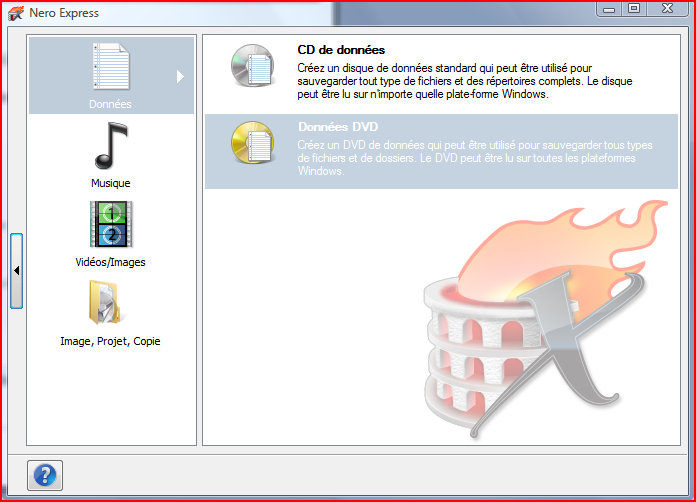 Nero Express
Données
Musique
1
2
Vidéos/Images
Image, Projet, Copie
CD de données
Créez un disque de données standard qui peut être utilisé pour
sauvegarder tout type de fichiers et des répertoires complets. Le disque
peut être lu sur n'importe quelle plate-forme Windows.
Données DVD
Créez un DVD de données qui peut être utilisé pour sauvegarder tous types
de fichiers et de dossiers. Le DVD peut être lu sur toutes les plateformes
Windows.
?